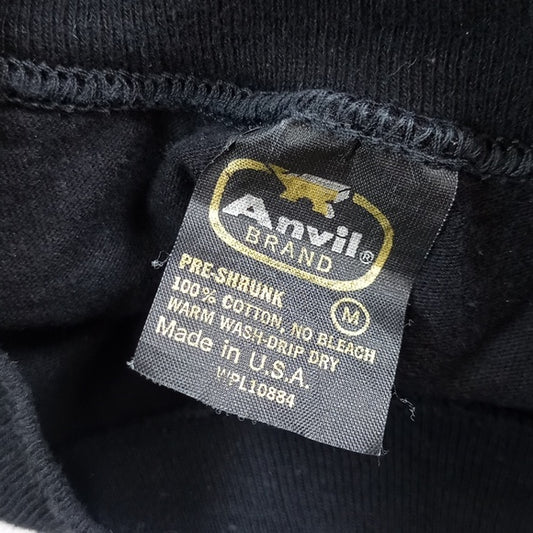 Anvil®
BRAND
PRE-SHRUNK
100% COTTON, NO BLEACH
WARM WASH-DRIP DRY
Made in U.S.A.
WPL10884
M